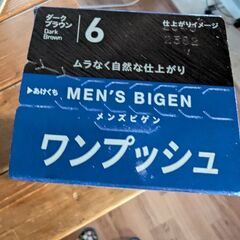 ダーク
ブラウン
Dark
Brown
6
仕上がりイメージ
ムラなく自然な仕上がり
▶あけくち
MEN'S BIGEN
メンズビゲン
ワンプッシュ